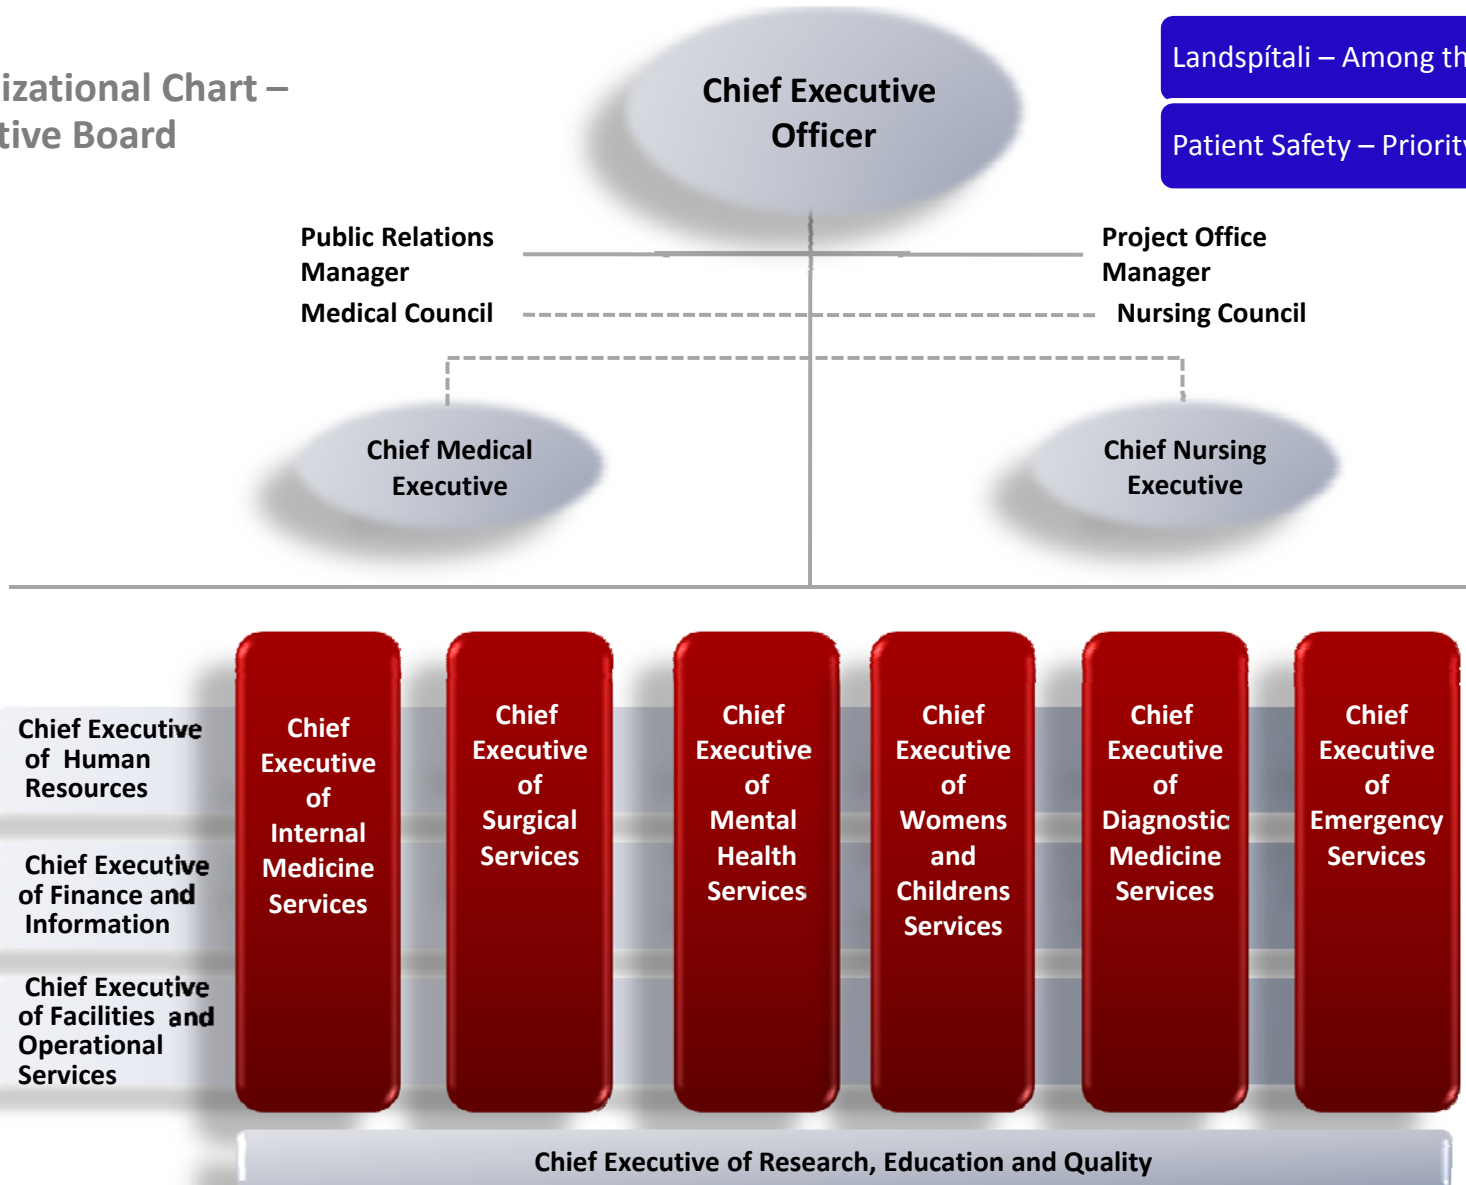 izational Chart –
tive Board
Chief Executive
Officer
Landspítali – Among th
Patient Safety – Priority
Public Relations
Manager
Project Office
Manager
Medical Council
Nursing Council
Chief Medical
Executive
Chief Nursing
Executive
Chief Executive
of Human
Resources
Chief Executive
of Finance and
Information
Chief Executive
of Facilities and
Operational
Services
Chief
Executive
of
Internal
Medicine
Services
Chief
Executive
of
Surgical
Services
Chief
Executive
of
Mental
Health
Services
Chief
Executive
of
Womens
and
Childrens
Services
Chief
Executive
of
Diagnostic
Medicine
Services
Chief
Executive
of
Emergency
Services
Chief Executive of Research, Education and Quality